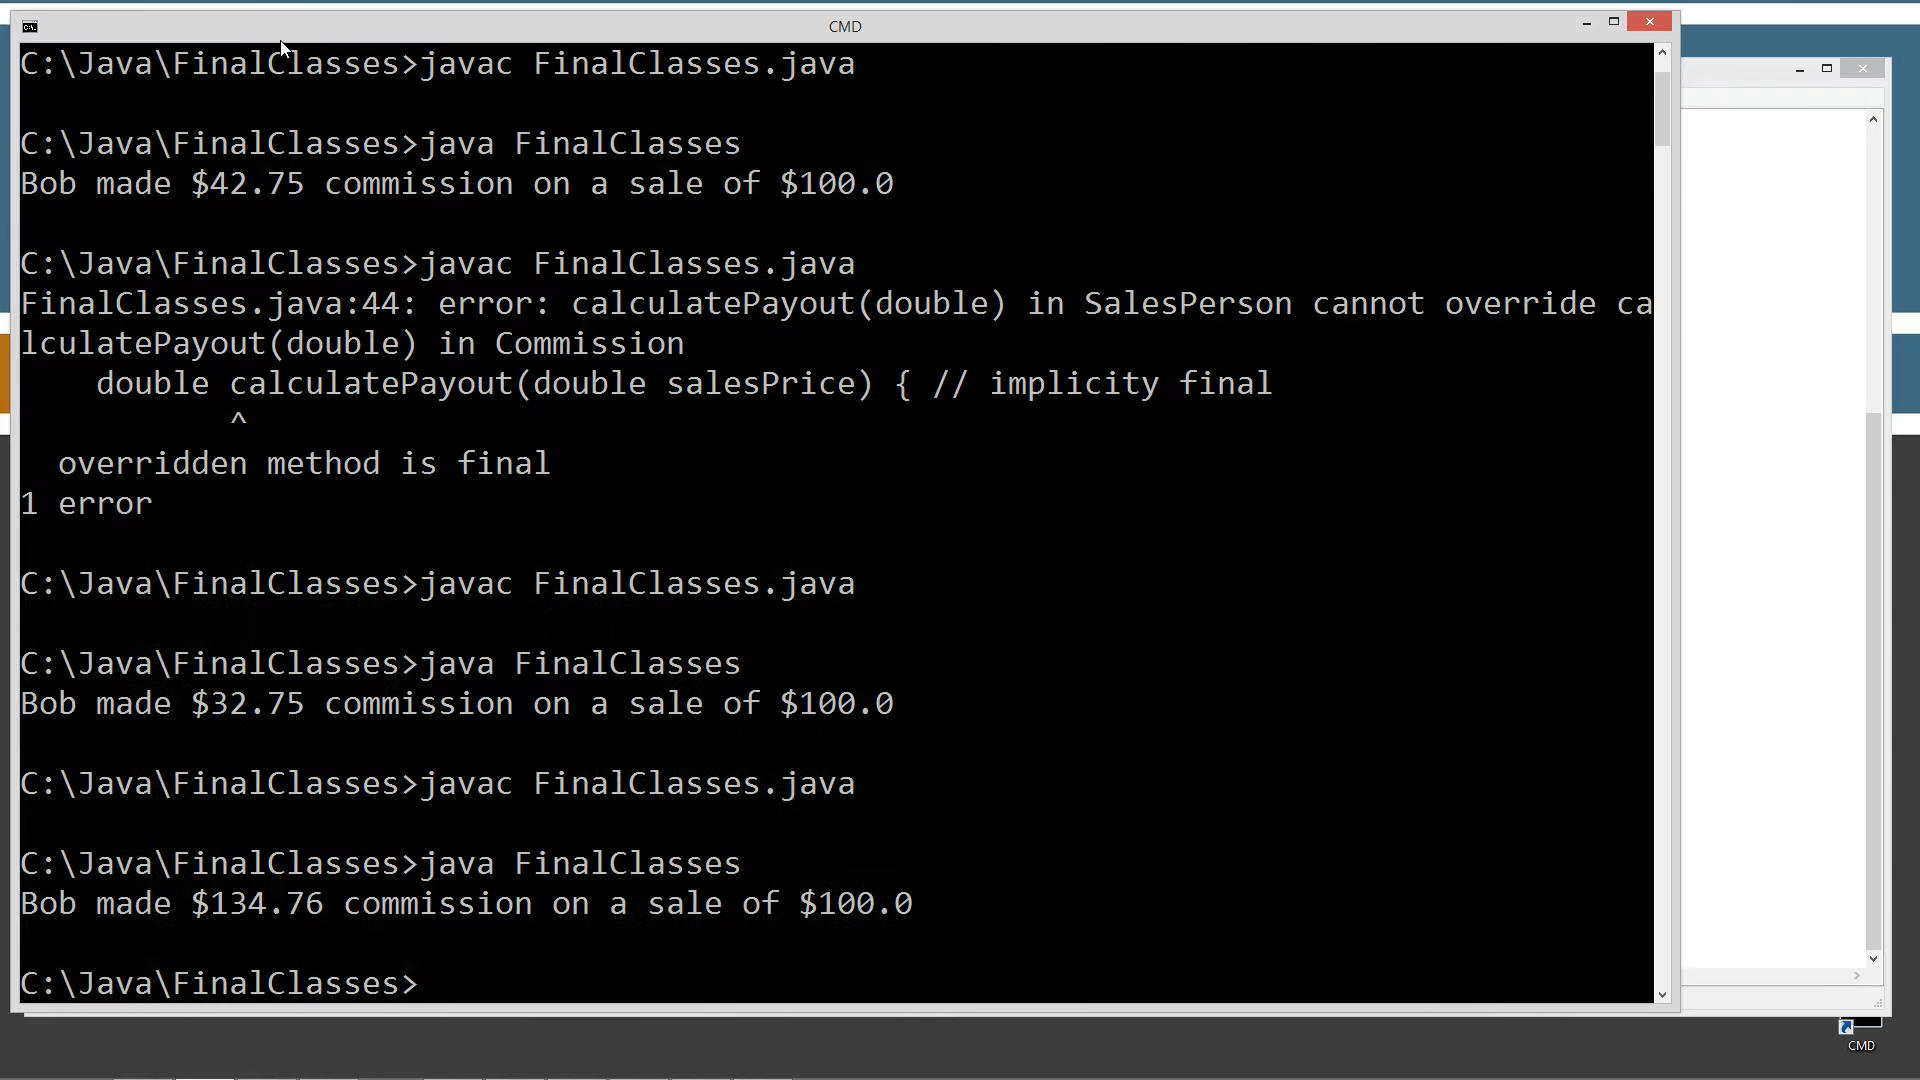 CMD
C:\Java\FinalClasses>javac FinalClasses.java
C:\Java\FinalClasses>java FinalClasses
Bob made $42.75 commission on a sale of $100.0
C:\Java\FinalClasses>javac FinalClasses.java
FinalClasses.java:44: error: calculatePayout(double) in SalesPerson cannot override ca
lculatePayout(double) in Commission
double calculatePayout(double salesPrice) { // implicity final
^
overridden method is final
1 error
C:\Java\FinalClasses>javac FinalClasses.java
C:\Java\FinalClasses>java FinalClasses
Bob made $32.75 commission on a sale of $100.0
C:\Java\FinalClasses>javac FinalClasses.java
C:\Java\FinalClasses>java FinalClasses
Bob made $134.76 commission on a sale of $100.0
C:\Java\FinalClasses>
CMD